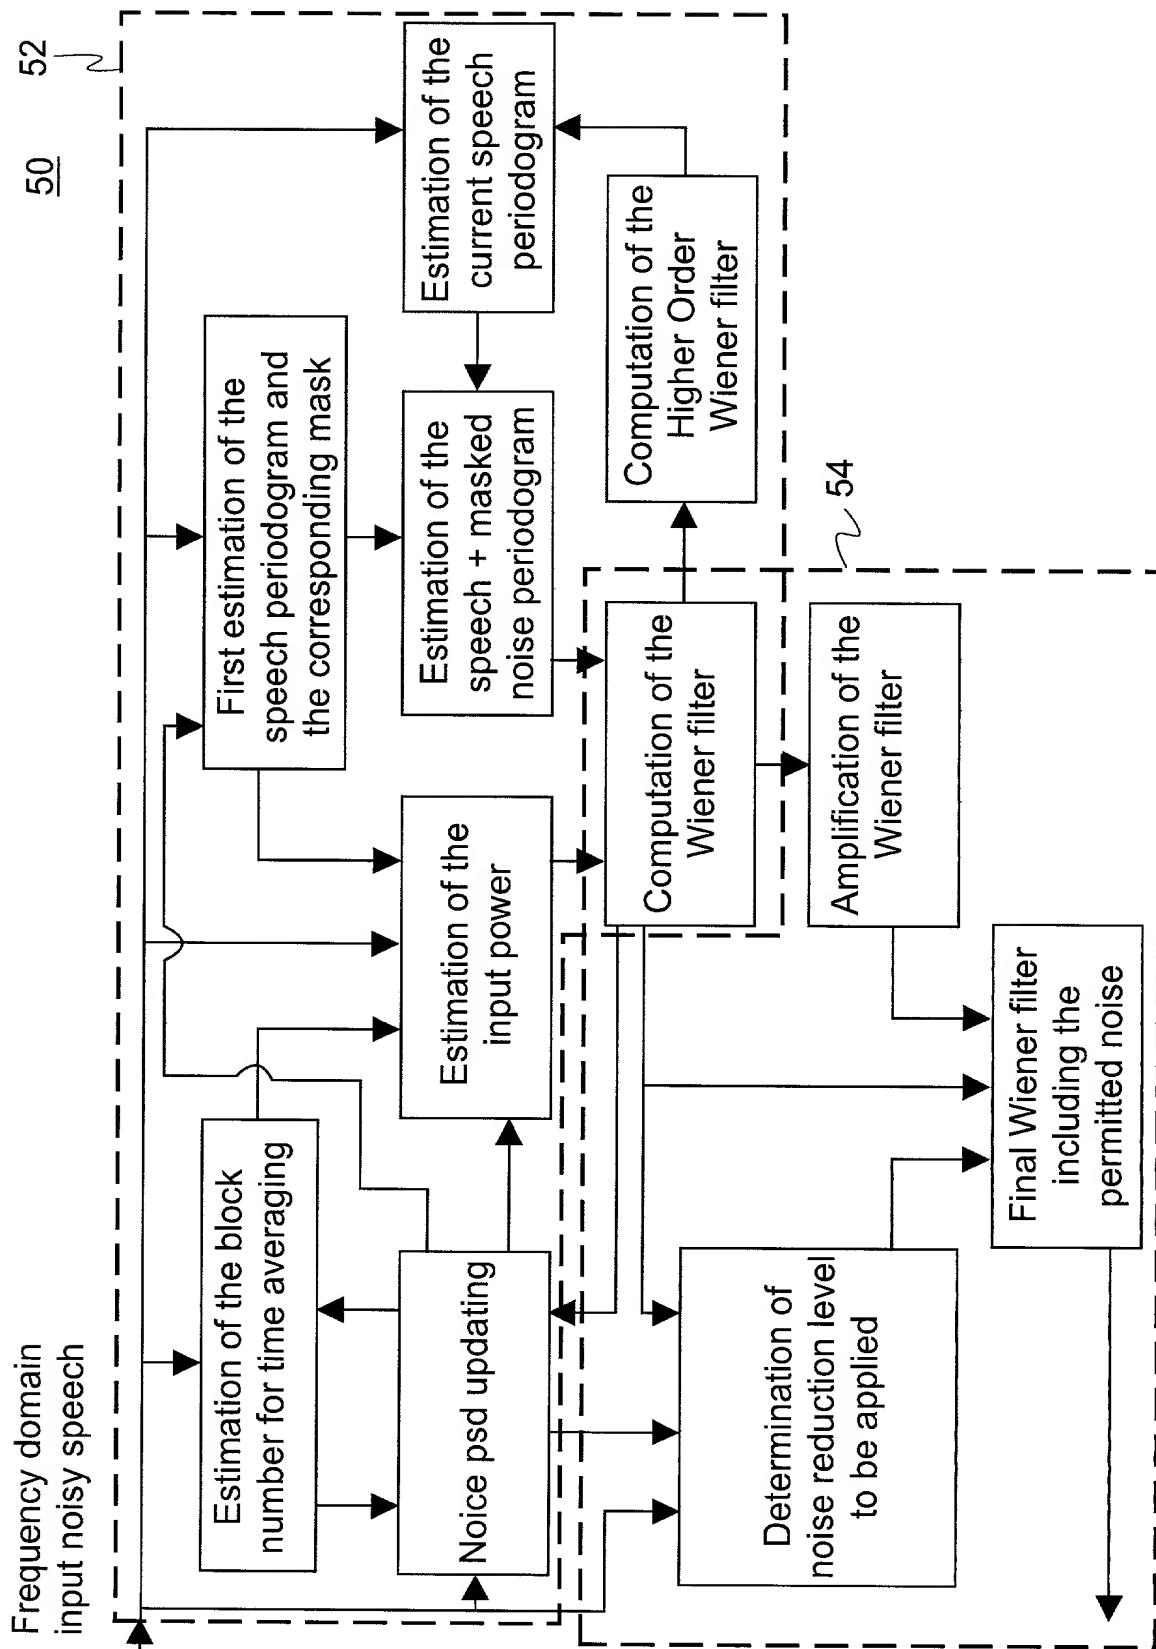 Frequency domain
input noisy speech
50
52
Estimation of the block
number for time averaging
First estimation of the
speech periodogram and
the corresponding mask
Noice psd updating
Estimation of the
input power
Estimation of the
speech + masked
noise periodogram
Estimation of the
current speech
periodogram
Computation of the
Wiener filter
Computation of the
Higher Order
Wiener filter
54
Determination of
noise reduction level
to be applied
Amplification of the
Wiener filter
Final Wiener filter
including the
permitted noise